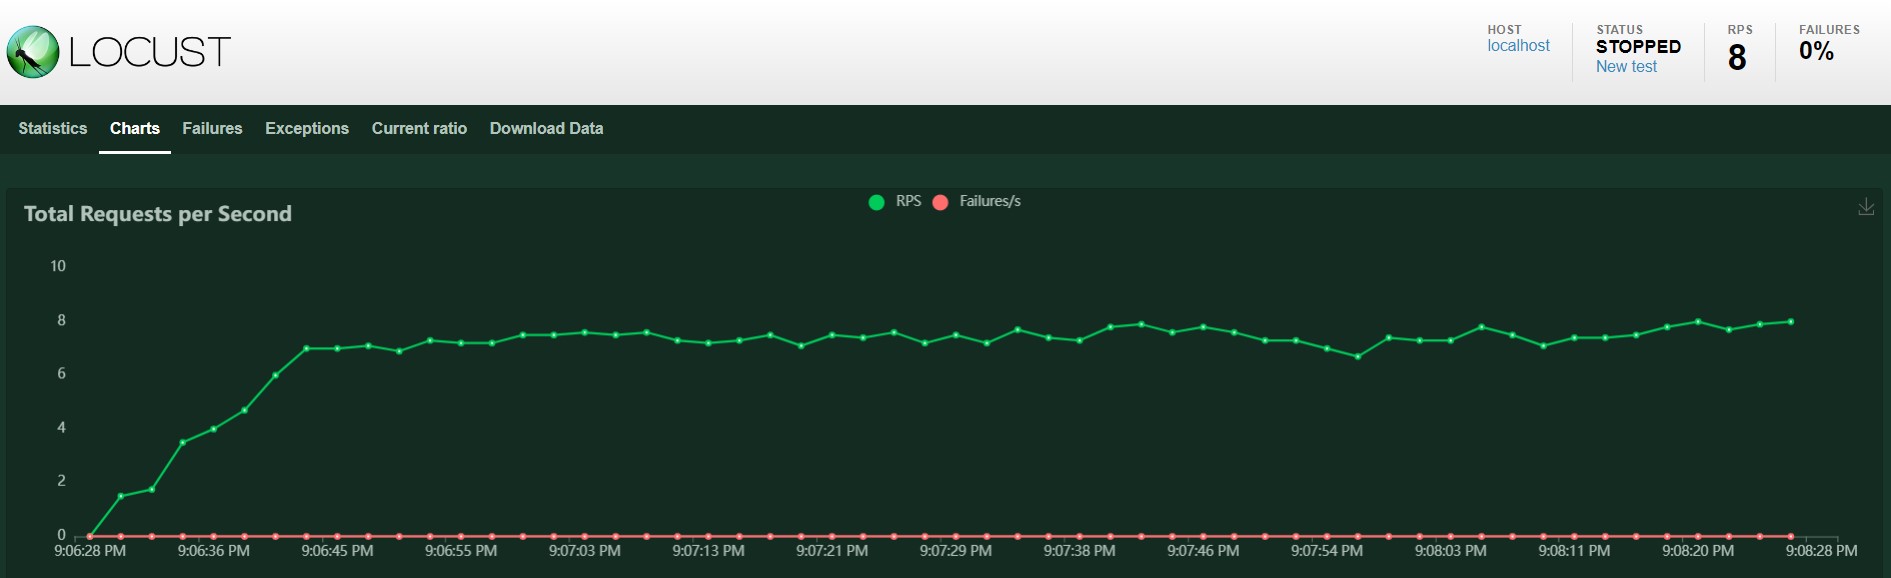 LOCUST
HOST
localhost
STATUS
STOPPED
New test
RPS
8
FAILURES
0%
Statistics Charts Failures Exceptions Current ratio Download Data
Total Requests per Second
RPS Failures/s
10
8
6
4
2
0
9:06:28 PM 9:06:36 PM 9:06:45 PM 9:06:55 PM 9:07:03 PM 9:07:13 PM 9:07:21 PM 9:07:29 PM 9:07:38 PM 9:07:46 PM 9:07:54 PM 9:08:03 PM 9:08:11 PM 9:08:20 PM 9:08:28 PM